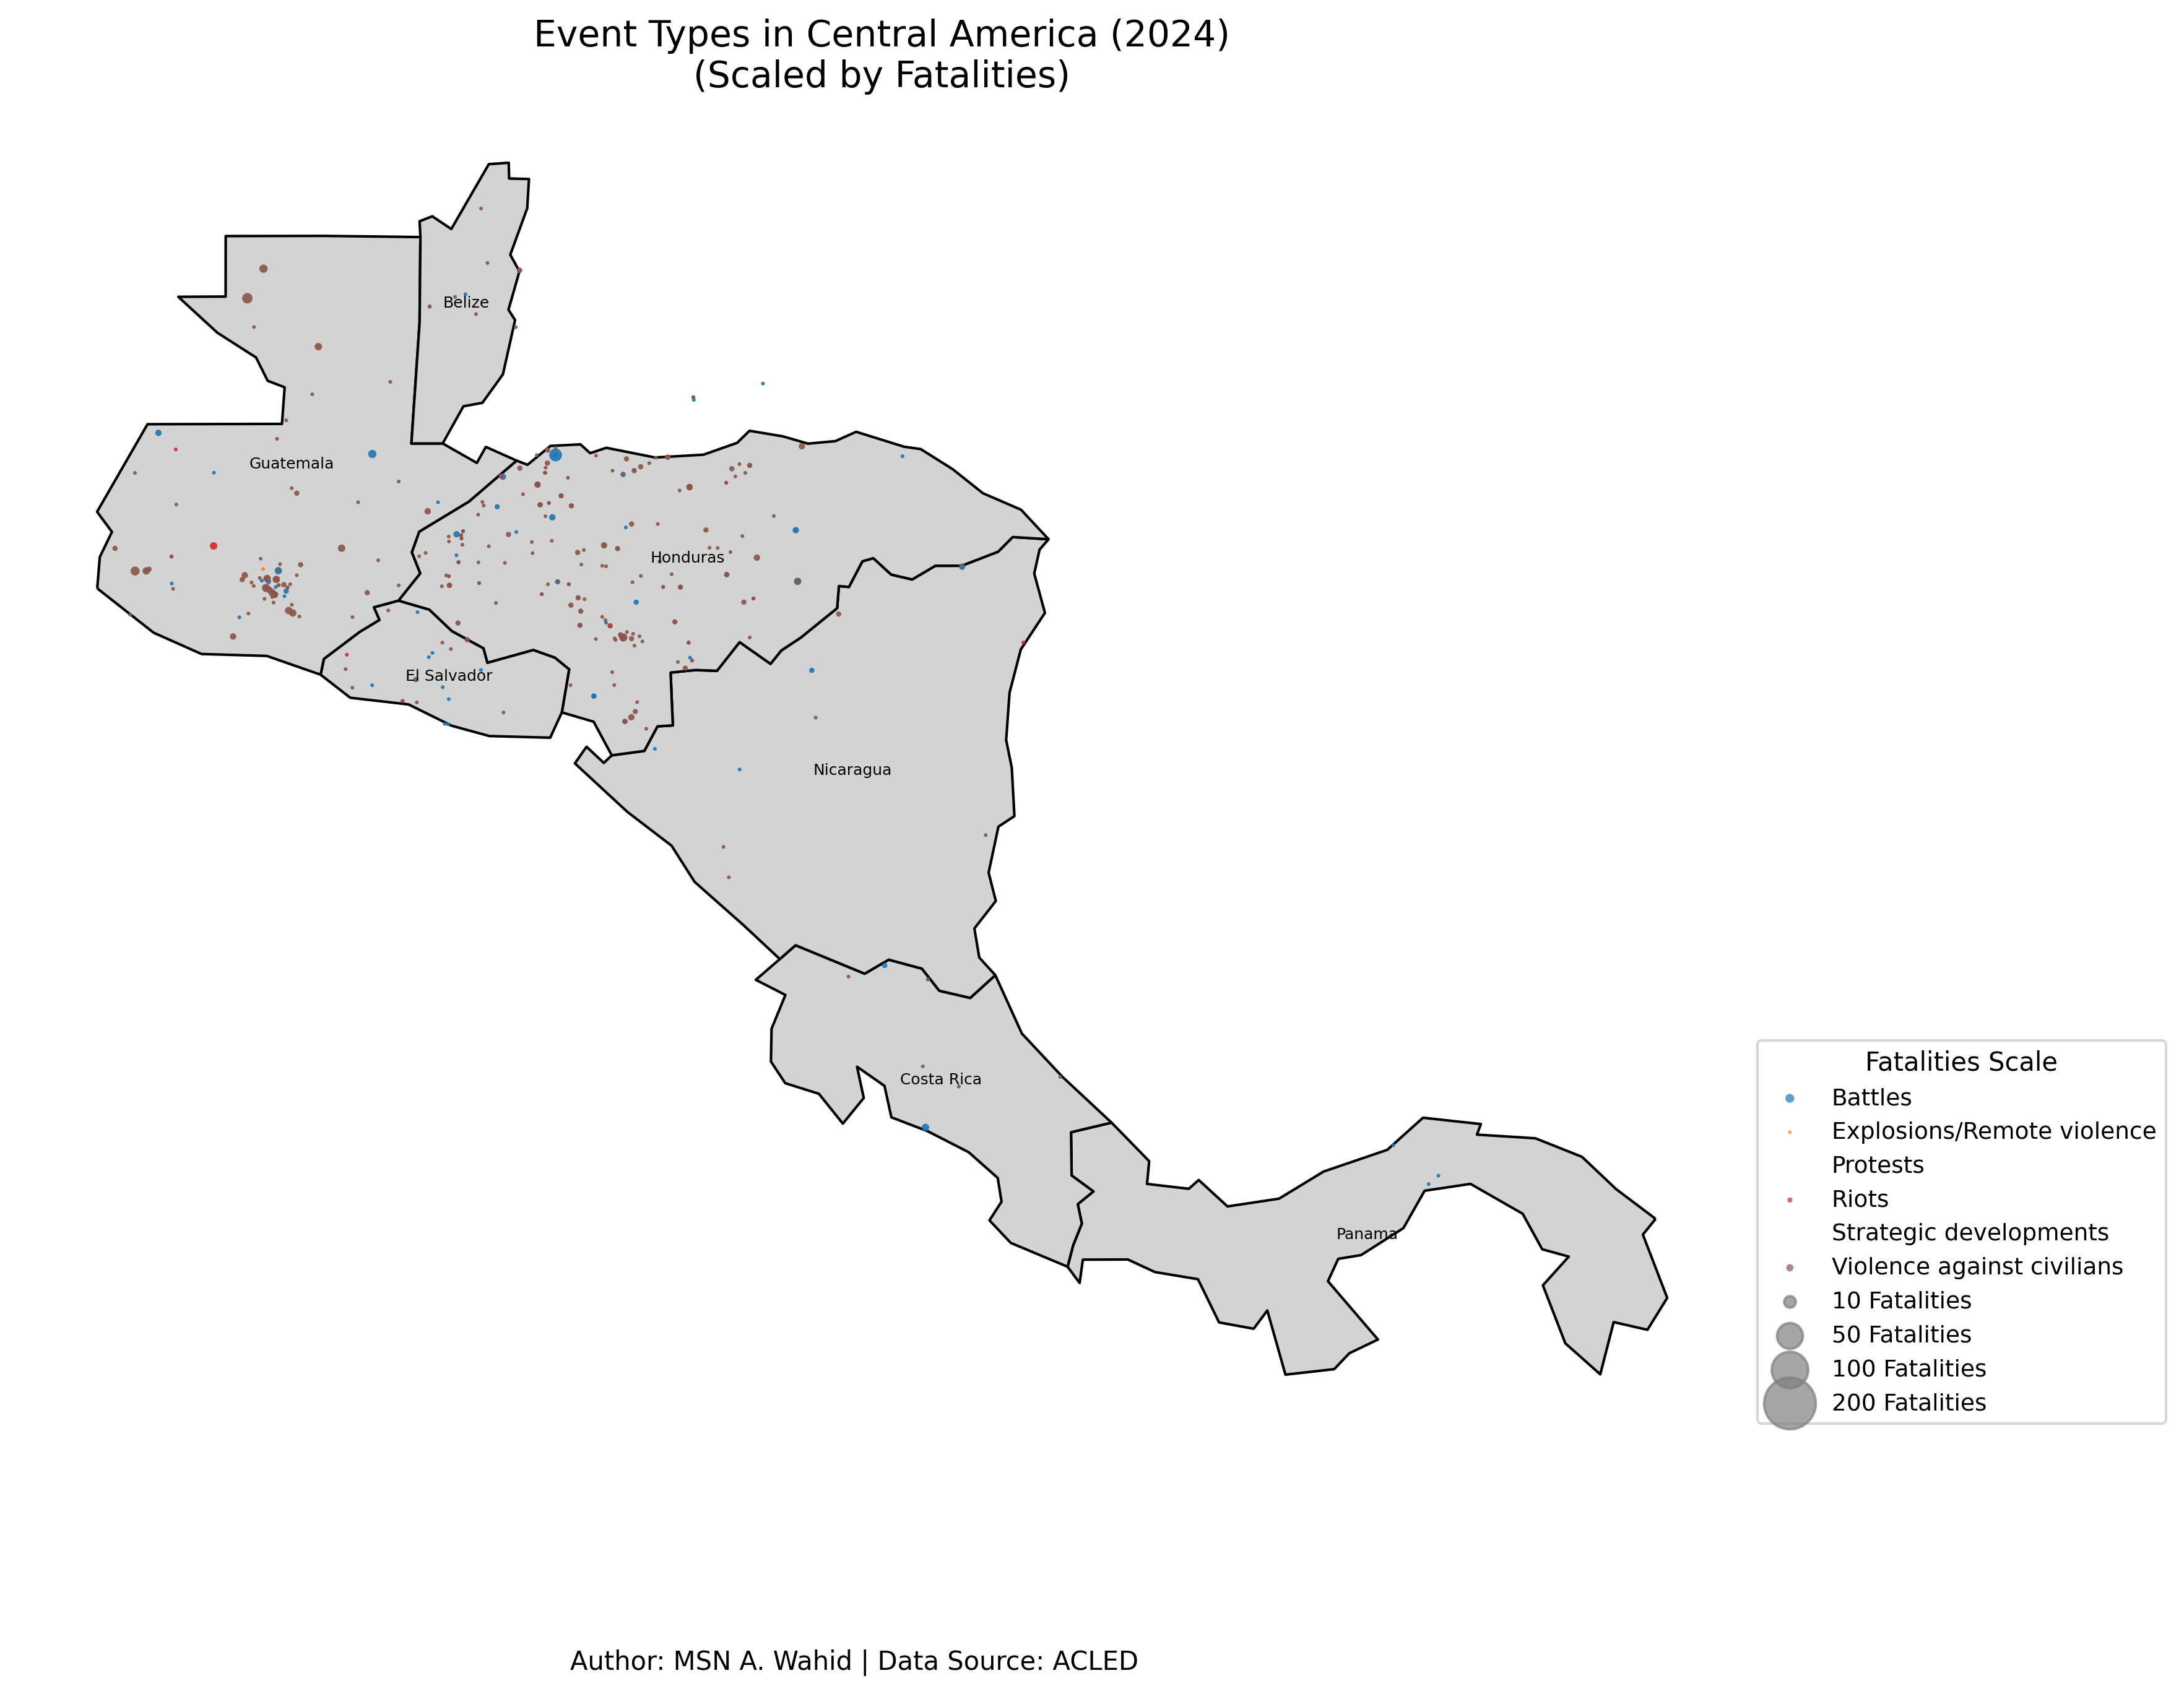 Event Types in Central America (2024)
(Scaled by Fatalities)
Belize
Guatemala
Honduras
El Salvador
Nicaragua
Costa Rica
Panama
Fatalities Scale
Battles
Explosions/Remote violence
Protests
Riots
Strategic developments
Violence against civilians
10 Fatalities
50 Fatalities
100 Fatalities
200 Fatalities
Author: MSN A. Wahid | Data Source: ACLED